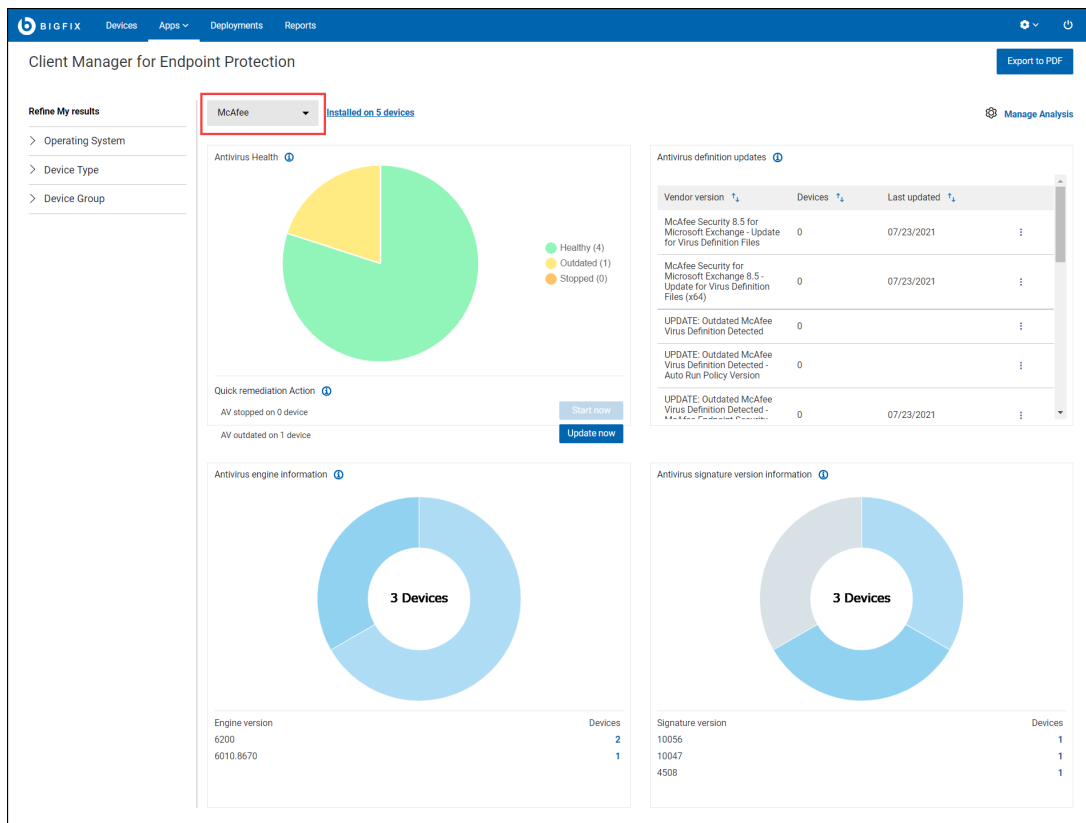 BIGFIX Devices Apps Deployments Reports
Client Manager for Endpoint Protection
Export to PDF
Refine My results
Operating System
Device Type
Device Group
McAfee
Installed on 5 devices
Manage Analysis
Antivirus Health
Healthy (4)
Outdated (1)
Stopped (0)
Quick remediation Action
AV stopped on 0 device
Start now
AV outdated on 1 device
Update now
Antivirus definition updates
Vendor version Devices Last updated
McAfee Security 8.5 for
Microsoft Exchange - Update 0 07/23/2021
for Virus Definition Files
McAfee Security for
Microsoft Exchange 8.5 -
Update for Virus Definition 0 07/23/2021
Files (x64)
UPDATE: Outdated McAfee
Virus Definition Detected 0
UPDATE: Outdated McAfee
Virus Definition Detected - 0
Auto Run Policy Version
UPDATE: Outdated McAfee
Virus Definition Detected - 0 07/23/2021
McAfee Endpoint Security
Antivirus engine information
3 Devices
Engine version Devices
6200 2
6010.8670 1
Antivirus signature version information
3 Devices
Signature version Devices
10056 1
10047 1
4508 1